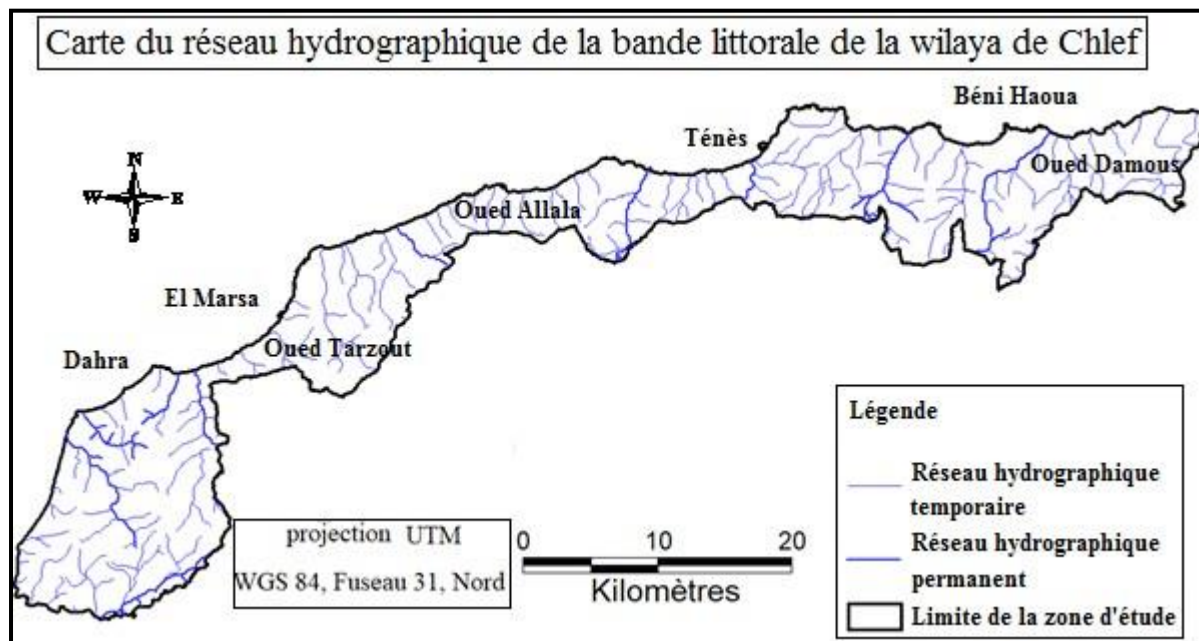 Carte du réseau hydrographique de la bande littorale de la wilaya de Chlef
Béni Haoua
Ténès
Oued Damous
N
W
E
S
Oued Allala
El Marsa
Oued Tarzout
Dahra
Légende
Réseau hydrographique
temporaire
Réseau hydrographique
permanent
Limite de la zone d'étude
projection UTM
WGS 84, Fuseau 31, Nord
0 10 20
Kilomètres